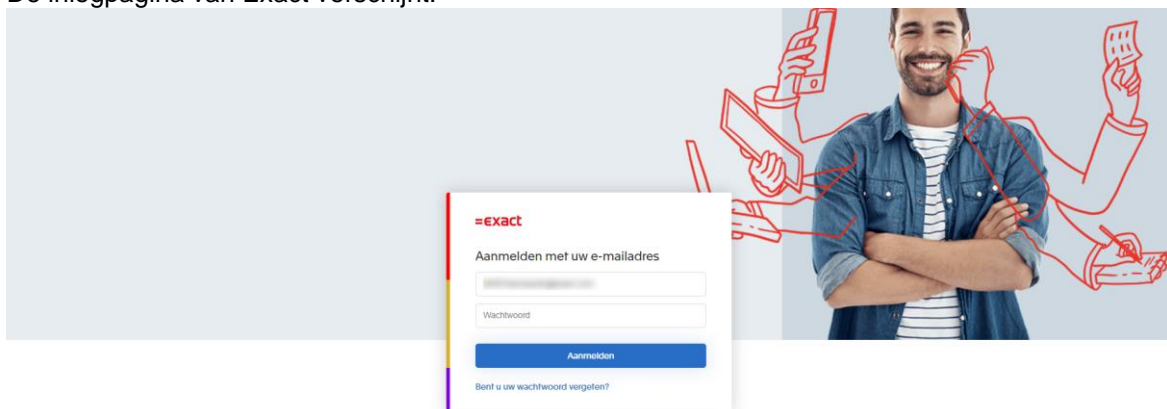 De inlogpagina van Exact verschijnt.
=exact
Aanmelden met uw e-mailadres
Wachtwoord
Aanmelden
Bent u uw wachtwoord vergeten?